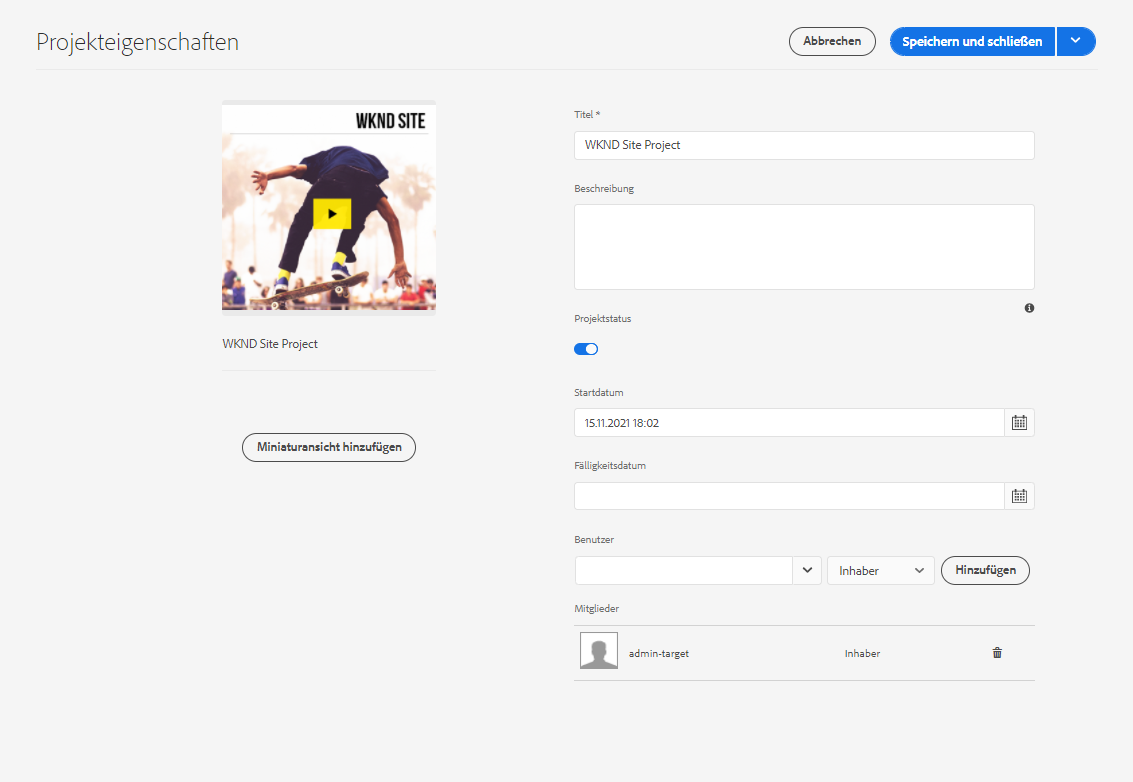 Projekteigenschaften
Abbrechen
Speichern und schließen
WKND SITE
WKND Site Project
Miniaturansicht hinzufügen
Titel *
WKND Site Project
Beschreibung
Projektstatus
Startdatum
15.11.2021 18:02
Fälligkeitsdatum
Benutzer
Inhaber
Hinzufügen
Mitglieder
admin-target
Inhaber